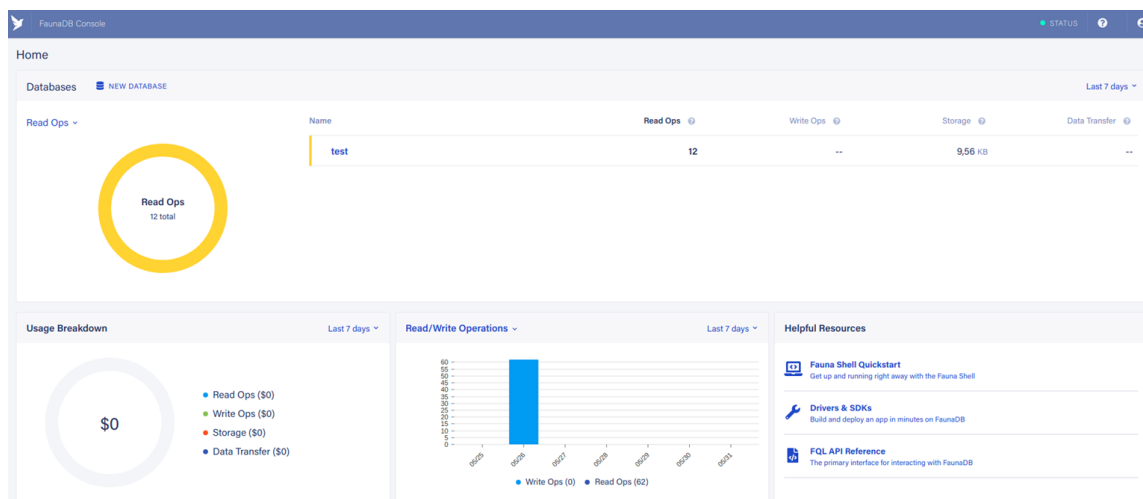 FaunaDB Console
STATUS
Home
Databases
NEW DATABASE
Last 7 days
Read Ops
Name
Read Ops
Write Ops
Storage
Data Transfer
test
12
--
9,56 KB
--
Read Ops
12 total
Usage Breakdown
Last 7 days
$0
Read Ops ($0)
Write Ops ($0)
Storage ($0)
Data Transfer ($0)
Read/Write Operations
Last 7 days
60
55
50
45
40
35
30
25
20
15
10
5
0
05/25
05/26
05/27
05/28
05/29
05/30
05/31
Write Ops (0)
Read Ops (62)
Helpful Resources
Fauna Shell Quickstart
Get up and running right away with the Fauna Shell
Drivers & SDKs
Build and deploy an app in minutes on FaunaDB
FQL API Reference
The primary interface for interacting with FaunaDB